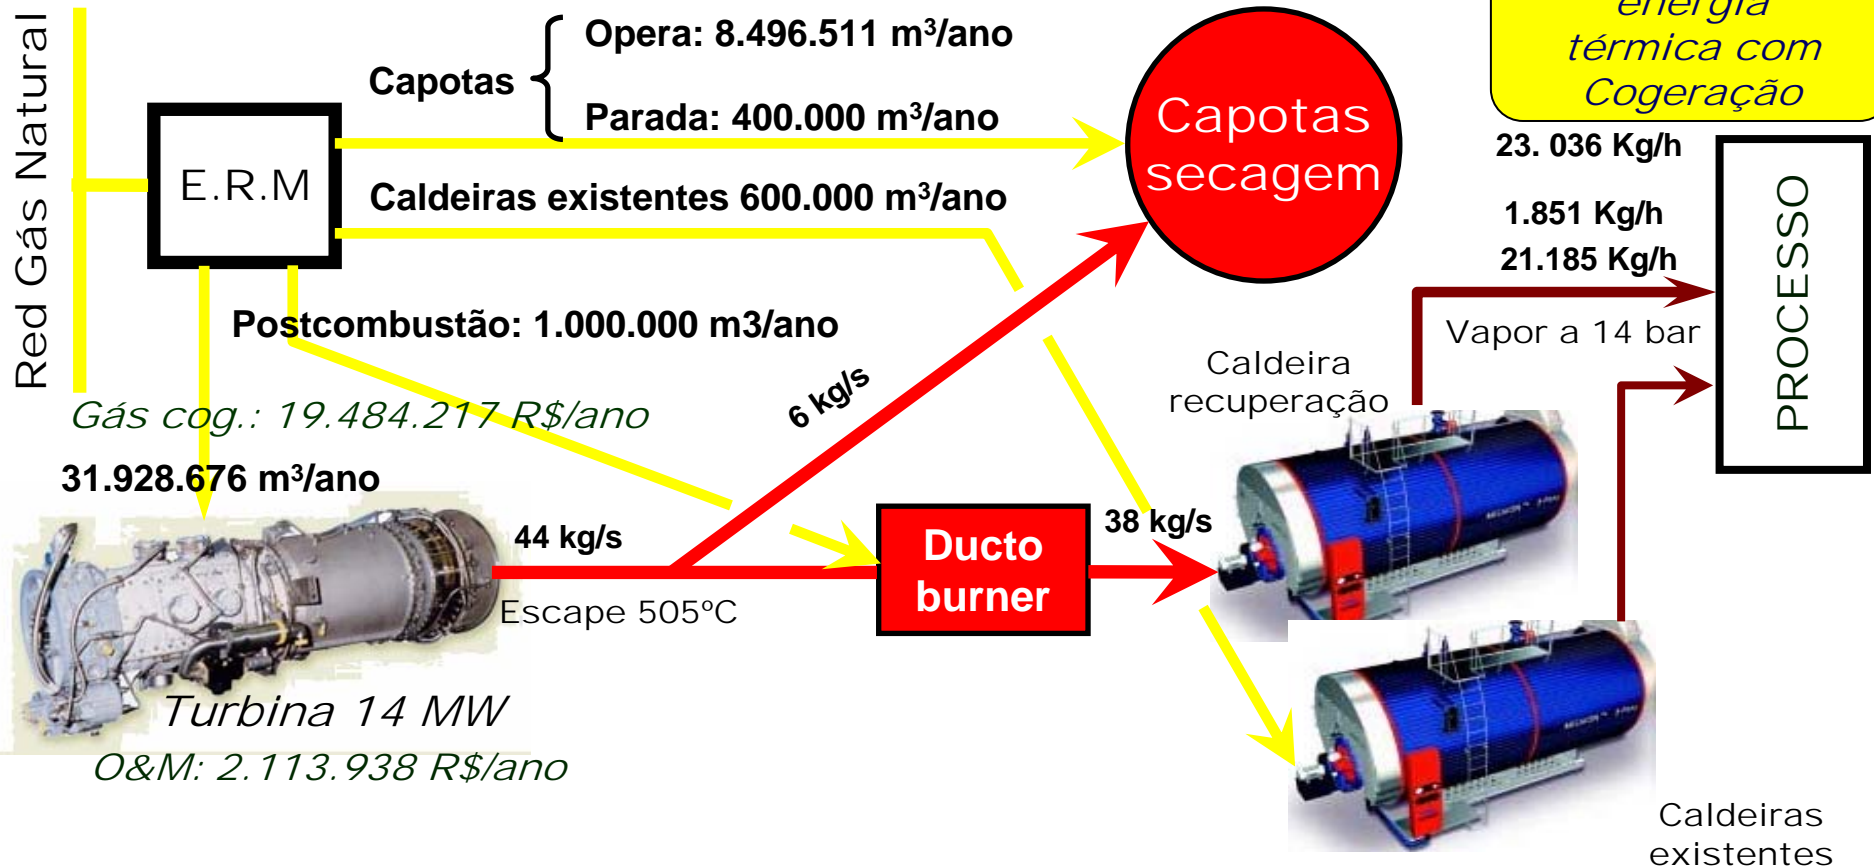 Red Gás Natural
energia
térmica com
Cogeração
Opera: 8.496.511 m³/ano
Capotas
Parada: 400.000 m³/ano
Capotas
secagem
E.R.M
Caldeiras existentes 600.000 m³/ano
23. 036 Kg/h
1.851 Kg/h
21.185 Kg/h
PROCESSO
Vapor a 14 bar
Postcombustão: 1.000.000 m3/ano
Caldeira
recuperação
6 kg/s
Gás cog.: 19.484.217 R$/ano
31.928.676 m³/ano
44 kg/s
Escape 505ºC
Ducto
burner
38 kg/s
Turbina 14 MW
O&M: 2.113.938 R$/ano
Caldeiras
existentes